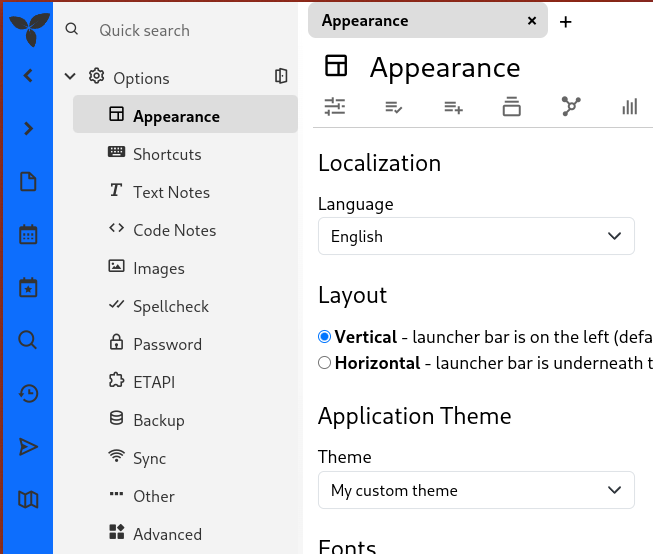 Quick search
Options
Appearance
Shortcuts
Text Notes
Code Notes
Images
Spellcheck
Password
ETAPI
Backup
Sync
Other
Advanced
Appearance
Appearance
Localization
Language
English
Layout
Vertical - launcher bar is on the left (defa
Horizontal - launcher bar is underneath t
Application Theme
Theme
My custom theme
Fonts